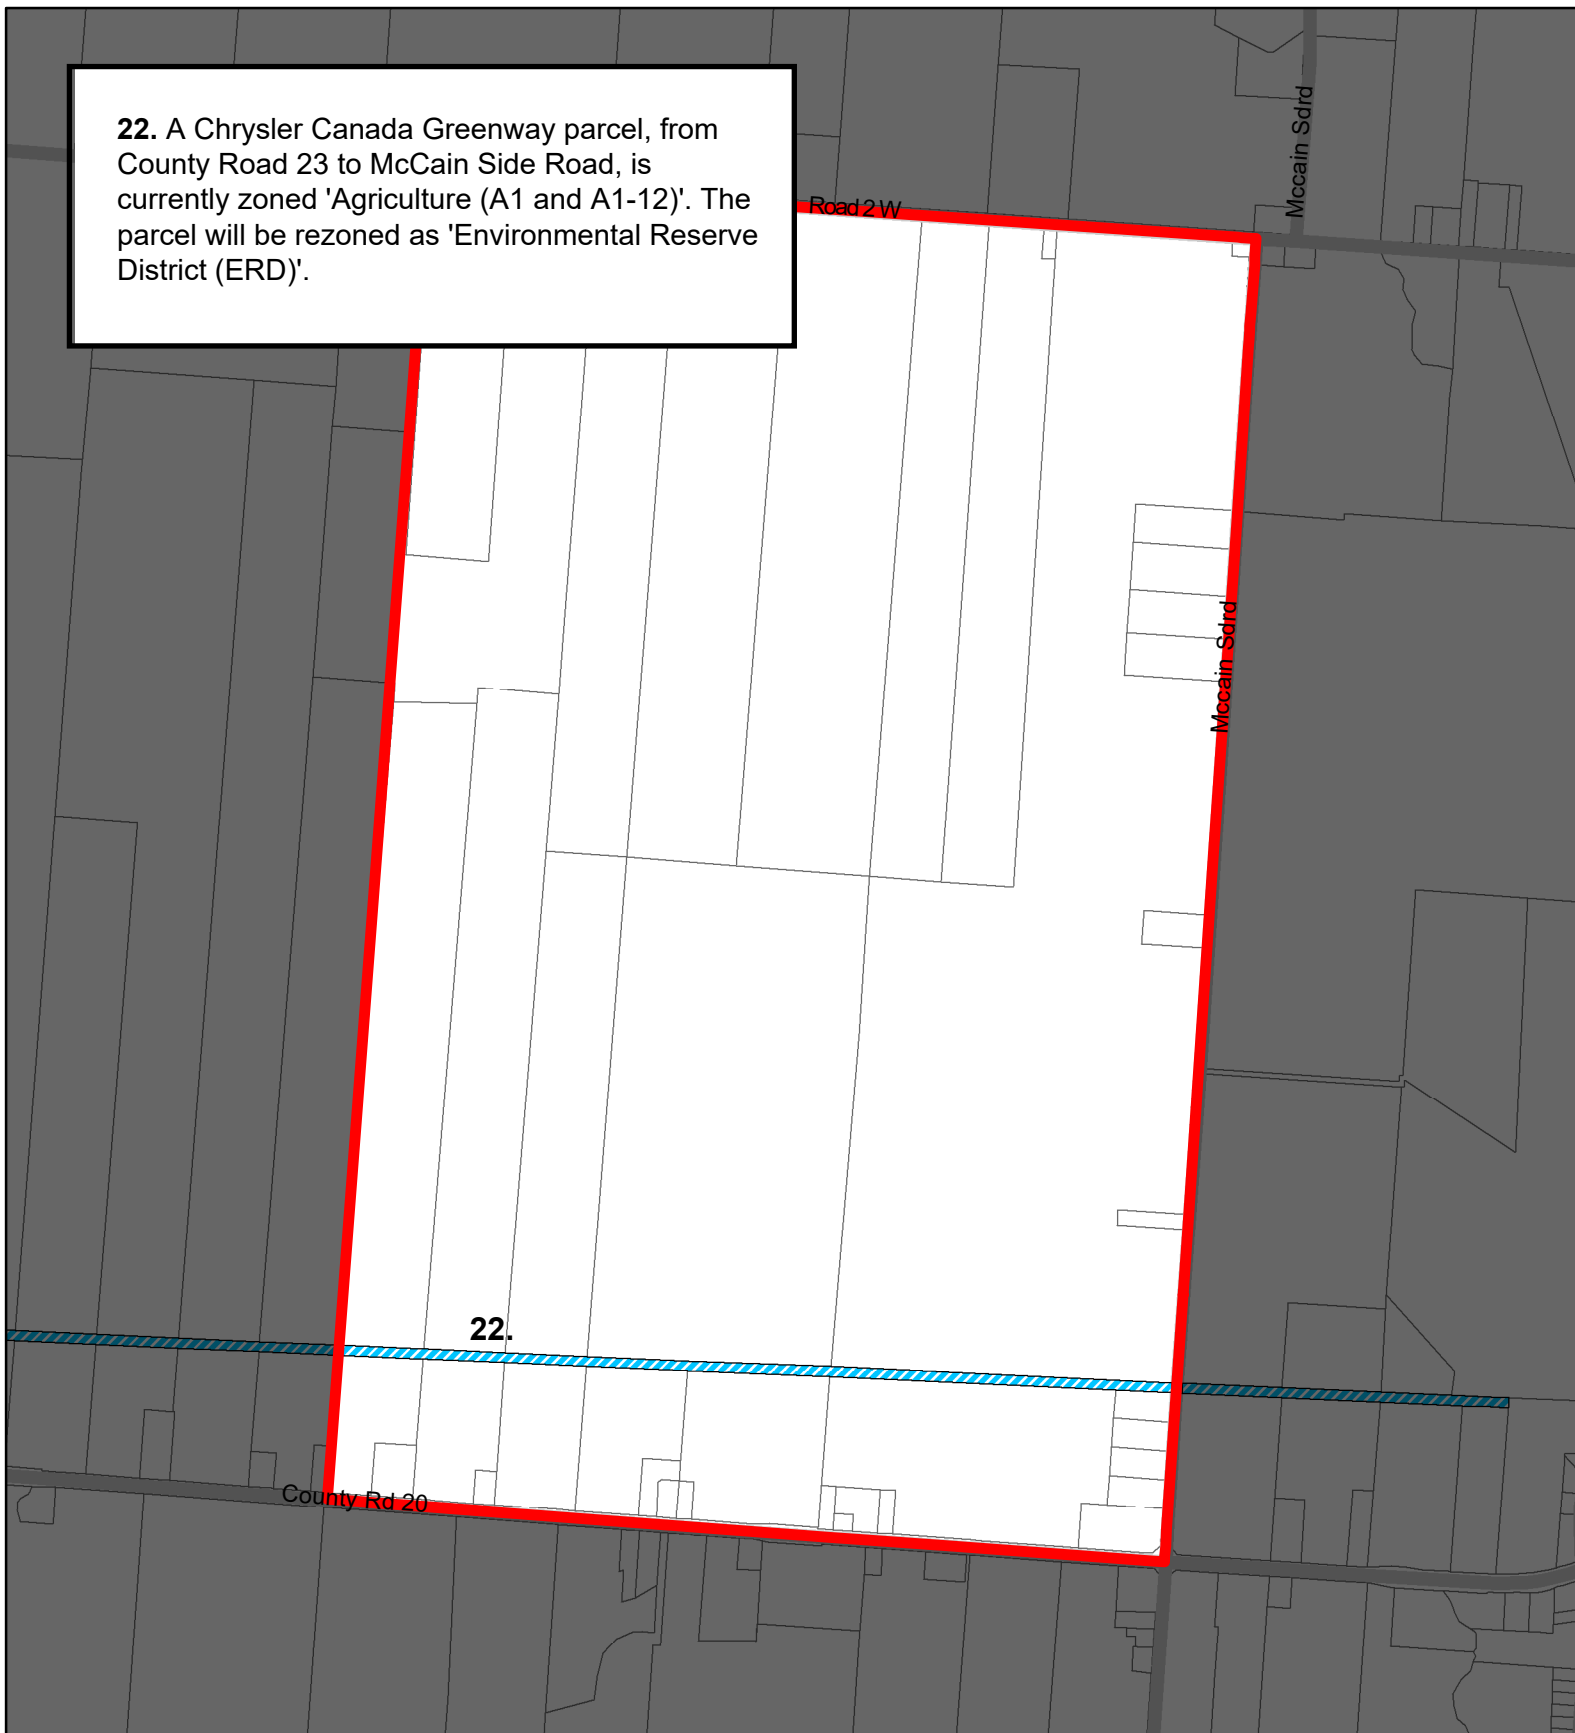 22. A Chrysler Canada Greenway parcel, from
County Road 23 to McCain Side Road, is
currently zoned 'Agriculture (A1 and A1-12)'. The
parcel will be rezoned as 'Environmental Reserve
District (ERD)'.
Mccain Sdrd
Road 2 W
Mccain Sdrd
22.
County Rd 20